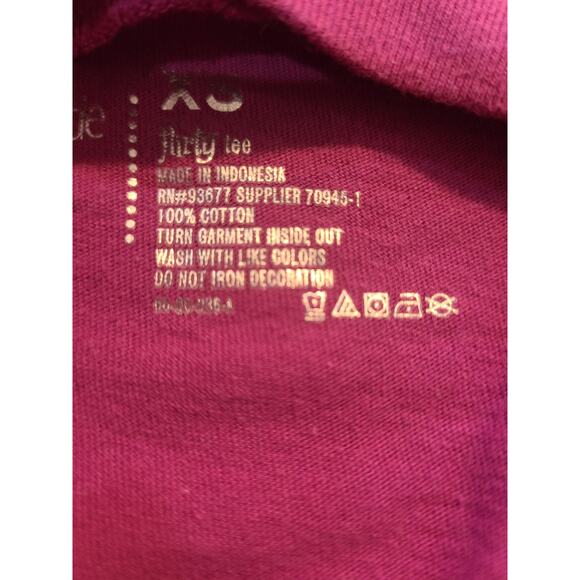 XS
flirty tee
MADE IN INDONESIA
RN#93677 SUPPLIER 70945-1
100% COTTON
TURN GARMENT INSIDE OUT
WASH WITH LIKE COLORS
DO NOT IRON DECORATION